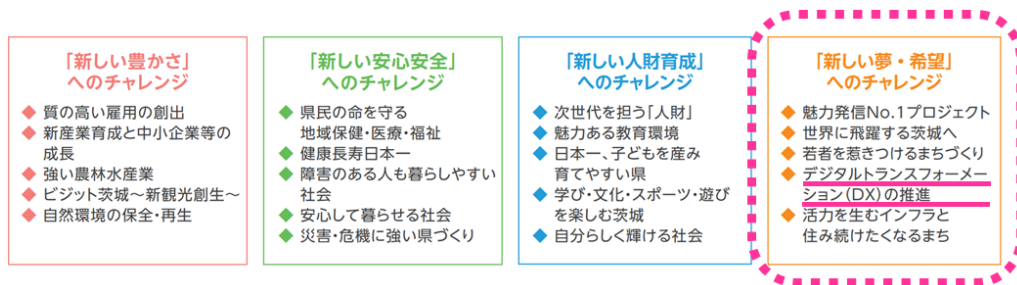 「新しい豊かさ」
へのチャレンジ
◆ 質の高い雇用の創出
◆ 新産業育成と中小企業等の
成長
◆ 強い農林水産業
◆ ビジット茨城～新観光創生～
◆ 自然環境の保全・再生
「新しい安心安全」
へのチャレンジ
◆ 県民の命を守る
地域保健・医療・福祉
◆ 健康長寿日本一
◆ 障害のある人も暮らしやすい
社会
◆ 安心して暮らせる社会
◆ 災害・危機に強い県づくり
「新しい人財育成」
へのチャレンジ
◆ 次世代を担う「人財」
◆ 魅力ある教育環境
◆ 日本一、子どもを産み
育てやすい県
◆ 学び・文化・スポーツ・遊び
を楽しむ茨城
◆ 自分らしく輝ける社会
「新しい夢・希望」
へのチャレンジ
◆ 魅力発信No.1プロジェクト
◆ 世界に飛躍する茨城へ
◆ 若者を惹きつけるまちづくり
◆ デジタルトランスフォーメー
ション(DX)の推進
◆ 活力を生むインフラと
住み続けたくなるまち